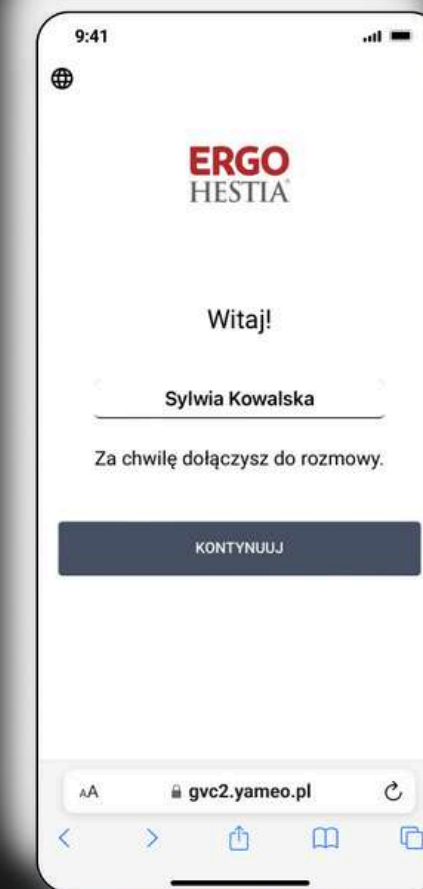 9:41
ERGO
HESTIA
Witaj!
Sylwia Kowalska
Za chwilę dołączysz do rozmowy.
KONTYNUUJ
AA gvc2.yameo.pl